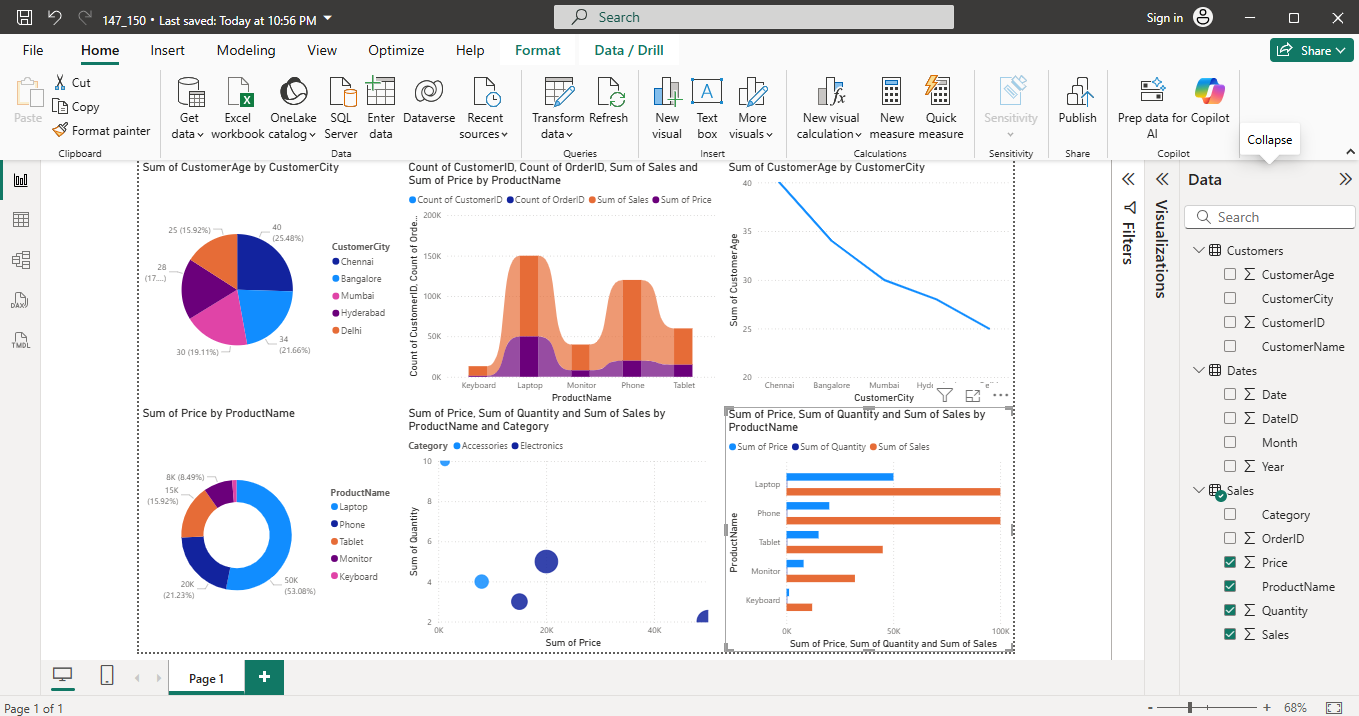 147_150 • Last saved: Today at 10:56 PM
Search
Sign in
File Home Insert Modeling View Optimize Help Format Data / Drill
Share
Paste
Cut
Copy
Format painter
Clipboard
Get data
Excel workbook
OneLake catalog
SQL Server
Enter data
Dataverse
Recent sources
Data
Transform data
Refresh
Queries
New visual
Text box
More visuals
Insert
New visual calculation
New measure
Quick measure
Calculations
Sensitivity
Sensitivity
Publish
Share
Prep data for AI
Copilot
Copilot
Collapse
DAX
TMDL
Sum of CustomerAge by CustomerCity
25 (15.92%)
40 (25.48%)
28 (17....)
30 (19.11%)
34 (21.66%)
CustomerCity
Chennai
Bangalore
Mumbai
Hyderabad
Delhi
Count of CustomerID, Count of OrderID, Sum of Sales and
Sum of Price by ProductName
Count of CustomerID Count of OrderID Sum of Sales Sum of Price
Count of CustomerID, Count of Orde...
200K
150K
100K
50K
0K
Keyboard Laptop Monitor Phone Tablet
ProductName
Sum of CustomerAge by CustomerCity
Sum of CustomerAge
40
35
30
25
20
Chennai Bangalore Mumbai
CustomerCity
Sum of Price by ProductName
8K (8.49%)
15K (15.92%)
20K (21.23%)
50K (53.08%)
ProductName
Laptop
Phone
Tablet
Monitor
Keyboard
Sum of Price, Sum of Quantity and Sum of Sales by
ProductName and Category
Category Accessories Electronics
Sum of Quantity
10
8
6
4
2
0K 20K 40K
Sum of Price
Sum of Price, Sum of Quantity and Sum of Sales by
ProductName
Sum of Price Sum of Quantity Sum of Sales
ProductName
Laptop
Phone
Tablet
Monitor
Keyboard
0K 50K 100K
Sum of Price, Sum of Quantity and Sum of Sales
Filters
Visualizations
Data
Search
Customers
CustomerAge
CustomerCity
CustomerID
CustomerName
Dates
Date
DateID
Month
Year
Sales
Category
OrderID
Price
ProductName
Quantity
Sales
Page 1
Page 1 of 1
- + 68%